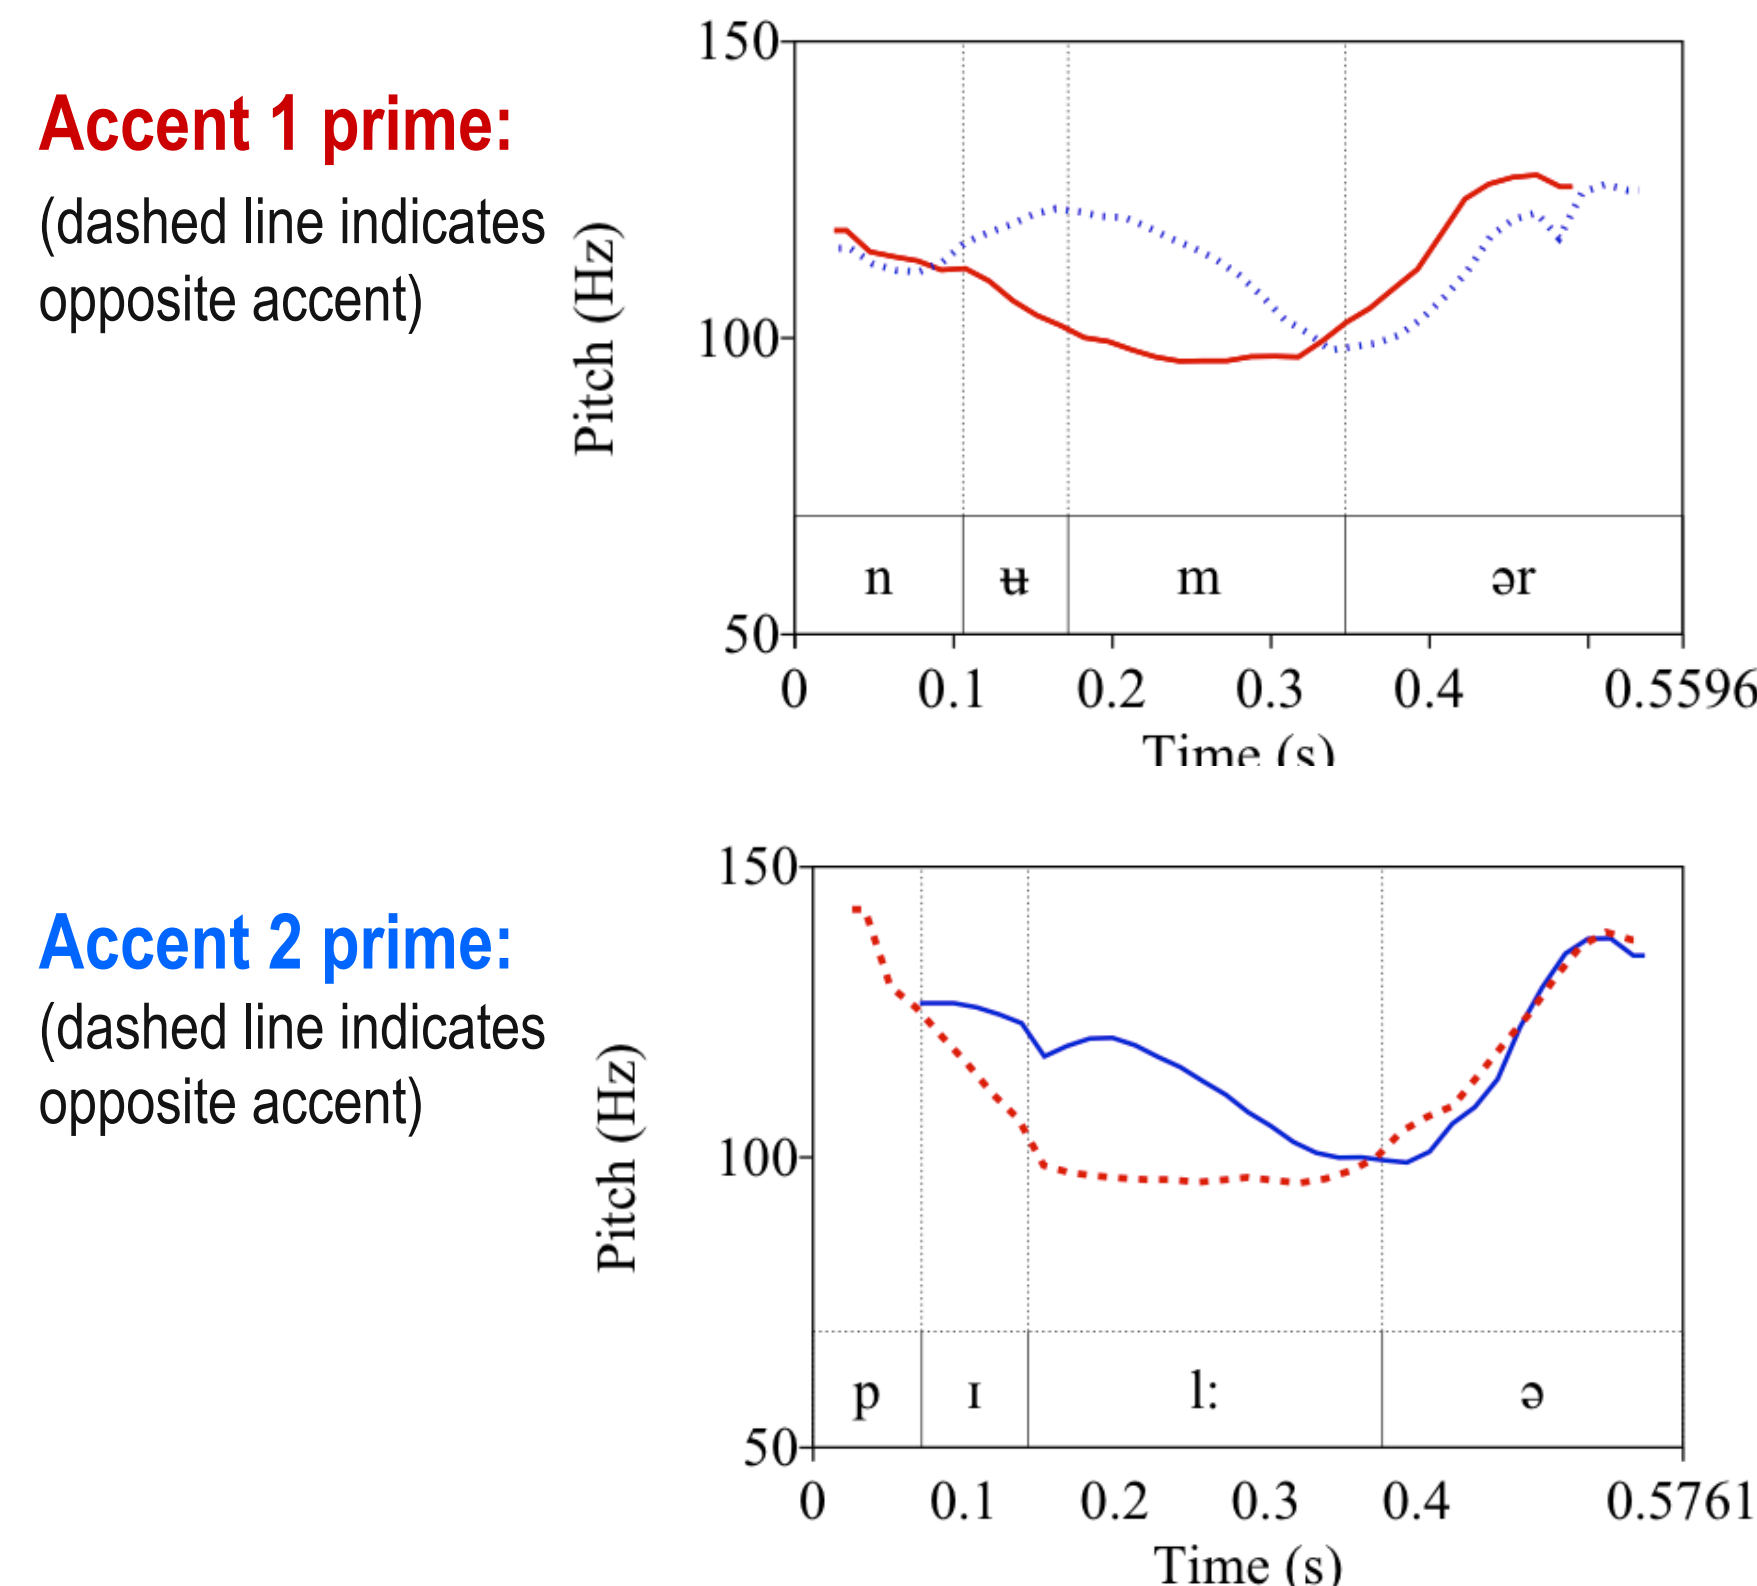 Accent 1 prime:
(dashed line indicates
opposite accent)
Pitch (Hz)
150
100
50
n ʉ m ər
0 0.1 0.2 0.3 0.4 0.5596
Time (s)
Accent 2 prime:
(dashed line indicates
opposite accent)
Pitch (Hz)
150
100
50
p ɪ l: ə
0 0.1 0.2 0.3 0.4 0.5761
Time (s)